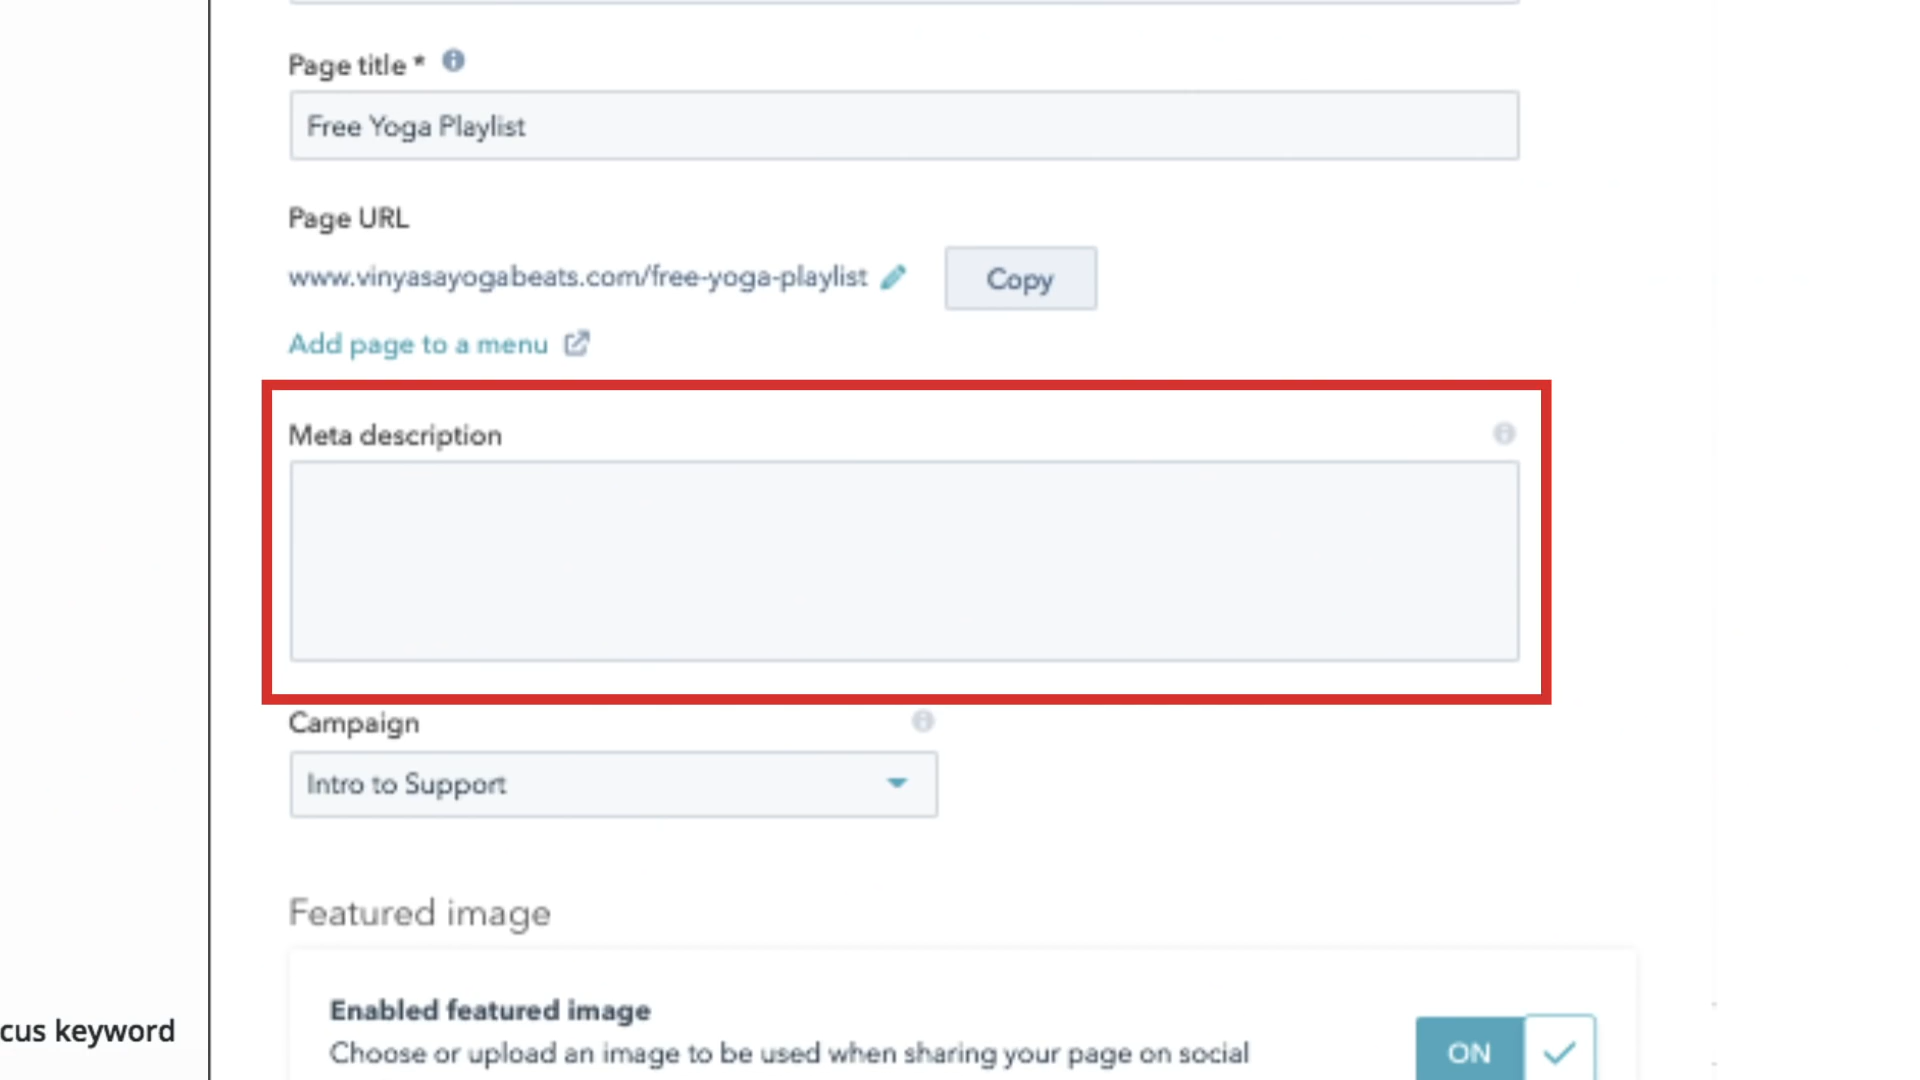 Page title *
Free Yoga Playlist
Page URL
www.vinyasayogabeats.com/free-yoga-playlist
Copy
Add page to a menu
Meta description
Campaign
Intro to Support
Featured image
Enabled featured image
Choose or upload an image to be used when sharing your page on social
ON
cus keyword